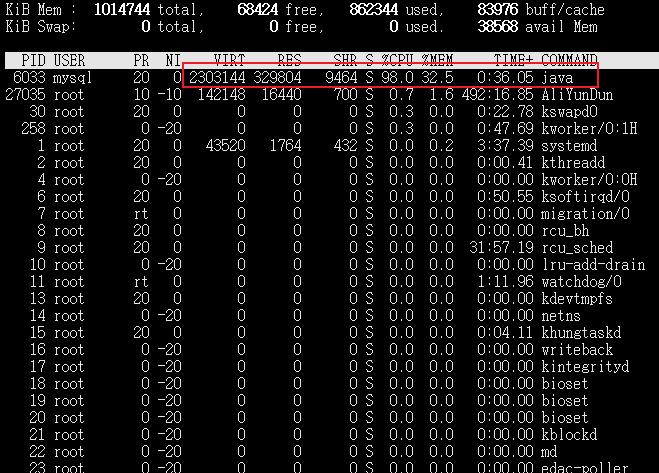 KiB Mem : 1014744 total, 68424 free, 862344 used. 83976 buff/cache
KiB Swap: 0 total, 0 free, 0 used. 38568 avail Mem
PID USER PR NI VIRT RES SHR S %CPU %MEM TIME+ COMMAND
6033 mysql 20 0 2303144 329804 9464 S 98.0 32.5 0:36.05 java
27035 root 10 -10 142148 16440 700 S 0.7 1.6 492:16.85 AliYunDun
30 root 20 0 0 0 0 S 0.3 0.0 0:22.78 kswapd0
258 root 0 -20 0 0 0 S 0.3 0.0 0:47.69 kworker/0:1H
1 root 20 0 43520 1764 432 S 0.0 0.2 3:37.39 systemd
2 root 20 0 0 0 0 S 0.0 0.0 0:00.41 kthreadd
4 root 0 -20 0 0 0 S 0.0 0.0 0:00.00 kworker/0:0H
6 root 20 0 0 0 0 S 0.0 0.0 0:50.55 ksoftirqd/0
7 root rt 0 0 0 0 S 0.0 0.0 0:00.00 migration/0
8 root 20 0 0 0 0 S 0.0 0.0 0:00.00 rcu_bh
9 root 20 0 0 0 0 S 0.0 0.0 31:57.19 rcu_sched
10 root 0 -20 0 0 0 S 0.0 0.0 0:00.00 lru-add-drain
11 root rt 0 0 0 0 S 0.0 0.0 1:11.96 watchdog/0
13 root 20 0 0 0 0 S 0.0 0.0 0:00.00 kdevtmpfs
14 root 0 -20 0 0 0 S 0.0 0.0 0:00.00 netns
15 root 20 0 0 0 0 S 0.0 0.0 0:04.11 khungtaskd
16 root 0 -20 0 0 0 S 0.0 0.0 0:00.00 writeback
17 root 0 -20 0 0 0 S 0.0 0.0 0:00.00 kintegrityd
18 root 0 -20 0 0 0 S 0.0 0.0 0:00.00 bioset
19 root 0 -20 0 0 0 S 0.0 0.0 0:00.00 bioset
20 root 0 -20 0 0 0 S 0.0 0.0 0:00.00 bioset
21 root 0 -20 0 0 0 S 0.0 0.0 0:00.00 kblockd
22 root 0 -20 0 0 0 S 0.0 0.0 0:00.00 md
23 root 0 -20 0 0 0 S 0.0 0.0 0:00.00 edac-poller